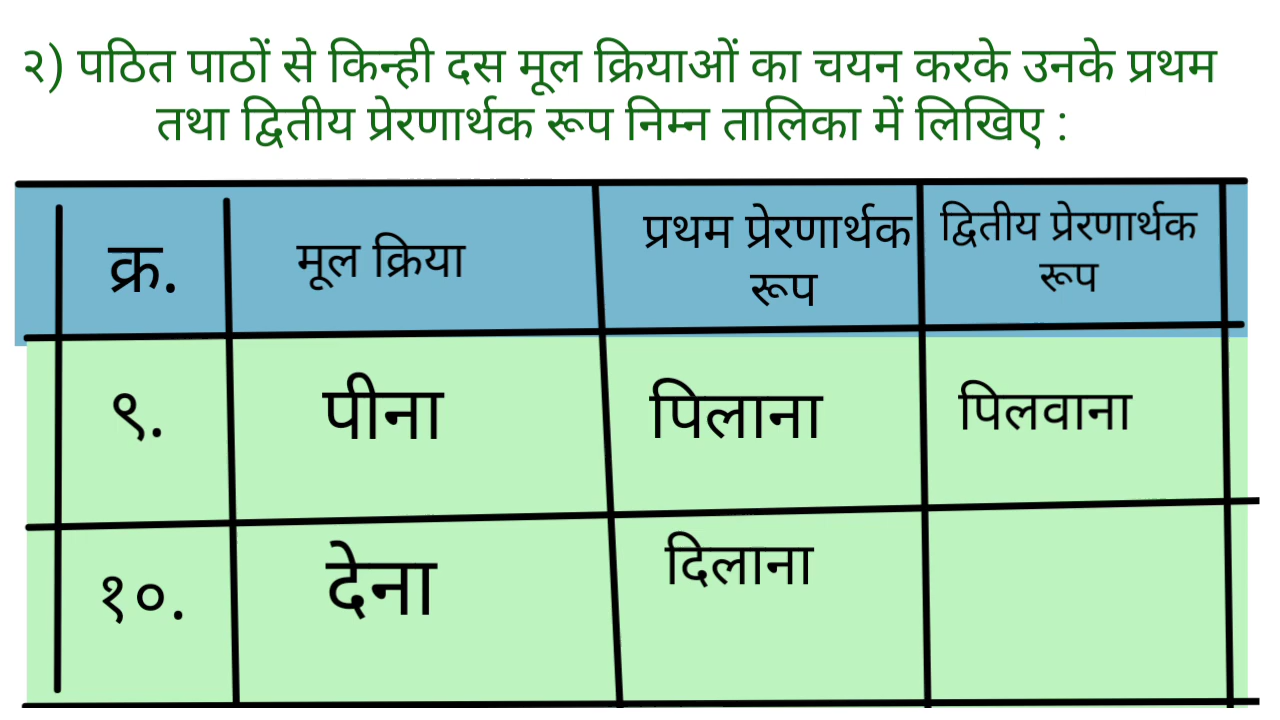 २) पठित पाठों से किन्ही दस मूल क्रियाओं का चयन करके उनके प्रथम
तथा द्वितीय प्रेरणार्थक रूप निम्न तालिका में लिखिए :
क्र. मूल क्रिया प्रथम प्रेरणार्थक रूप द्वितीय प्रेरणार्थक रूप
९. पीना पिलाना पिलवाना
१०. देना दिलाना